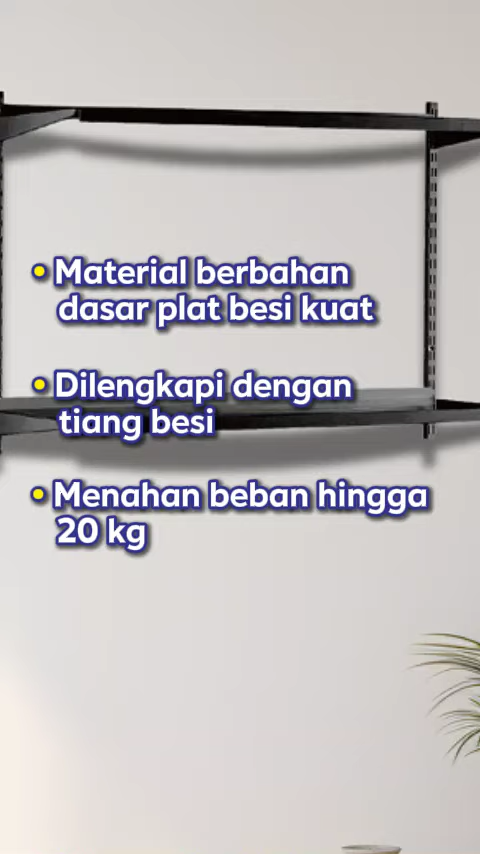 • Material berbahan
dasar plat besi kuat
• Dilengkapi dengan
tiang besi
• Menahan beban hingga
20 kg